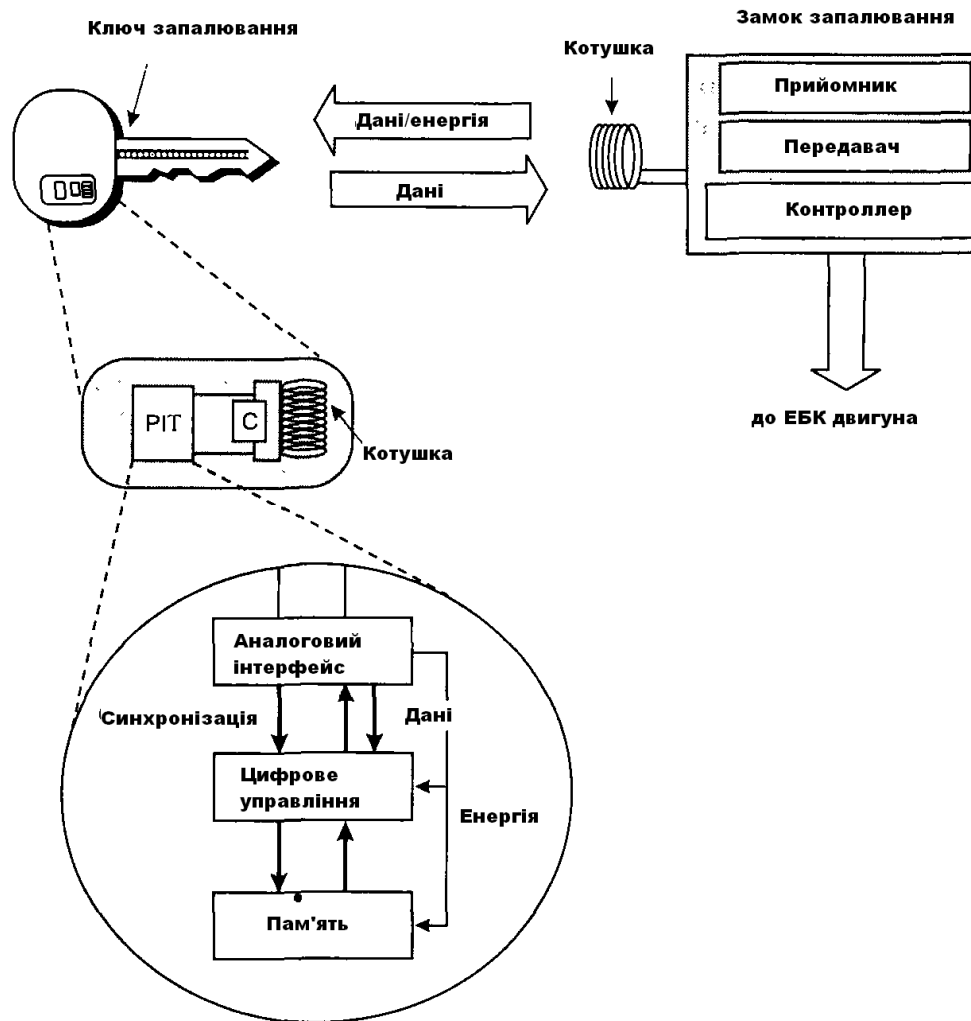 Замок запалювання
Ключ запалювання
Котушка
Прийомник
Дані/енергія
Передавач
Дані
Контроллер
до ЕБК двигуна
PIT
C
Котушка
Аналоговий
інтерфейс
Синхронізація
Дані
Цифрове
управління
Енергія
Пам'ять